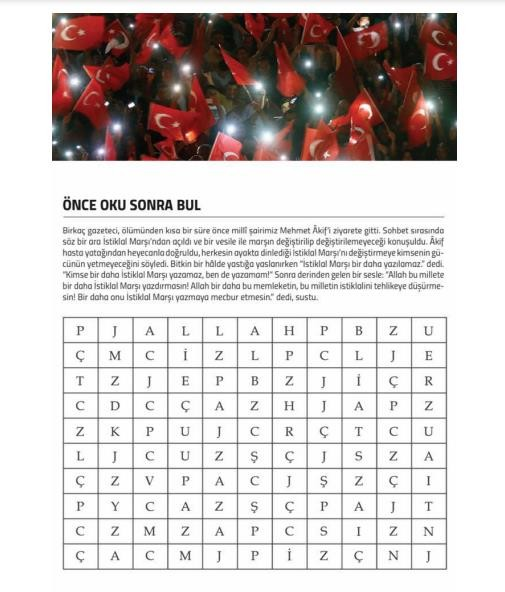 ÖNCE OKU SONRA BUL
Birkaç gazeteci, ölümünden kısa bir süre önce millî şairimiz Mehmet Âkif'i ziyarete gitti. Sohbet sırasında
söz bir ara İstiklal Marşı'ndan açıldı ve bir vesile ile marşın değiştirilip değiştirilemeyeceği konuşuldu. Âkif
hasta yatağından heyecanla doğruldu, herkesin ayakta dinlediği İstiklal Marşı'nı değiştirmeye kimsenin gü-
cünün yetmeyeceğini söyledi. Bitkin bir hâlde yastığa yaslanırken "İstiklal Marşı bir daha yazılamaz." dedi.
"Kimse bir daha İstiklal Marşı yazamaz, ben de yazamam!" Sonra derinden gelen bir sesle: "Allah bu millete
bir daha İstiklal Marşı yazdırmasın! Allah bir daha bu memleketin, bu milletin istiklalini tehlikeye düşürme-
sin! Bir daha onu İstiklal Marşı yazmaya mecbur etmesin." dedi, sustu.
P J A L L A H P B Z U
Ç M C İ Z L P C L J E
T Z J E P B Z J İ Ç R
C D C Ç A Z H J A P Z
Z K P U J C R Ç T C U
L J C U Z Ş Ç J S Z A
Ç Z V P A C J Ş Z Ç I
P Y C A Z Ş Ç P A J T
C Z M Z A P C S I Z N
Ç A C M J P İ Z Ç N J